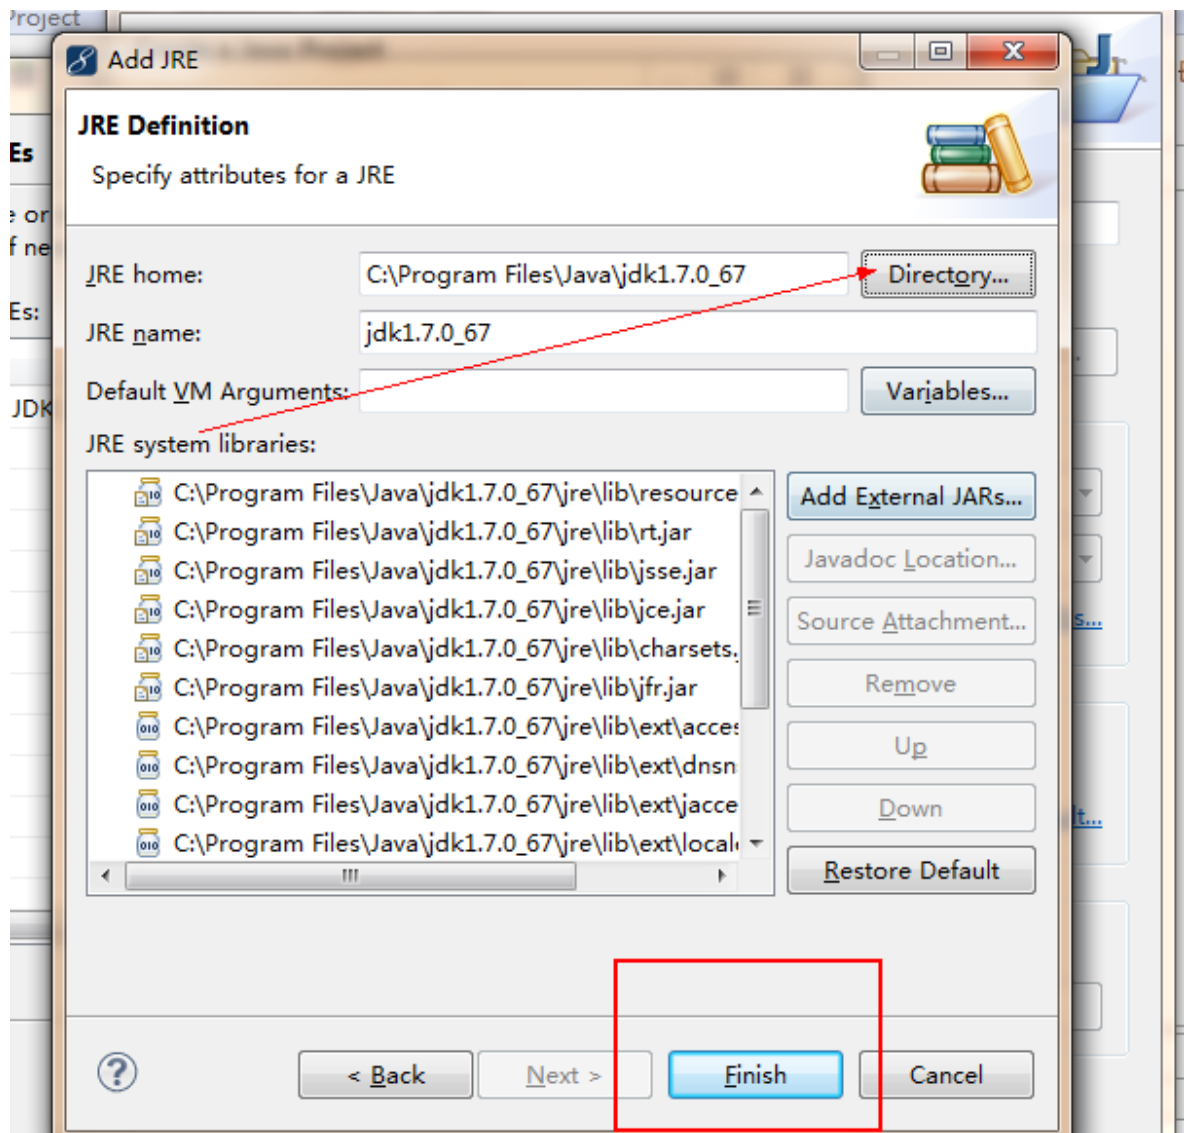 Project
Add JRE
JRE Definition
Es
Specify attributes for a JRE
e or
f ne
JRE home:
C:\Program Files\Java\jdk1.7.0_67
Directory...
Es:
JRE name:
jdk1.7.0_67
Default VM Arguments:
Variables...
JDK
JRE system libraries:
C:\Program Files\Java\jdk1.7.0_67\jre\lib\resource
Add External JARs...
C:\Program Files\Java\jdk1.7.0_67\jre\lib\rt.jar
Javadoc Location...
C:\Program Files\Java\jdk1.7.0_67\jre\lib\jsse.jar
C:\Program Files\Java\jdk1.7.0_67\jre\lib\jce.jar
Source Attachment...
s...
C:\Program Files\Java\jdk1.7.0_67\jre\lib\charsets.
C:\Program Files\Java\jdk1.7.0_67\jre\lib\jfr.jar
Remove
C:\Program Files\Java\jdk1.7.0_67\jre\lib\ext\acces
Up
C:\Program Files\Java\jdk1.7.0_67\jre\lib\ext\dnsn
C:\Program Files\Java\jdk1.7.0_67\jre\lib\ext\jacce
Down
lt...
C:\Program Files\Java\jdk1.7.0_67\jre\lib\ext\local
Restore Default
< Back
Next >
Finish
Cancel